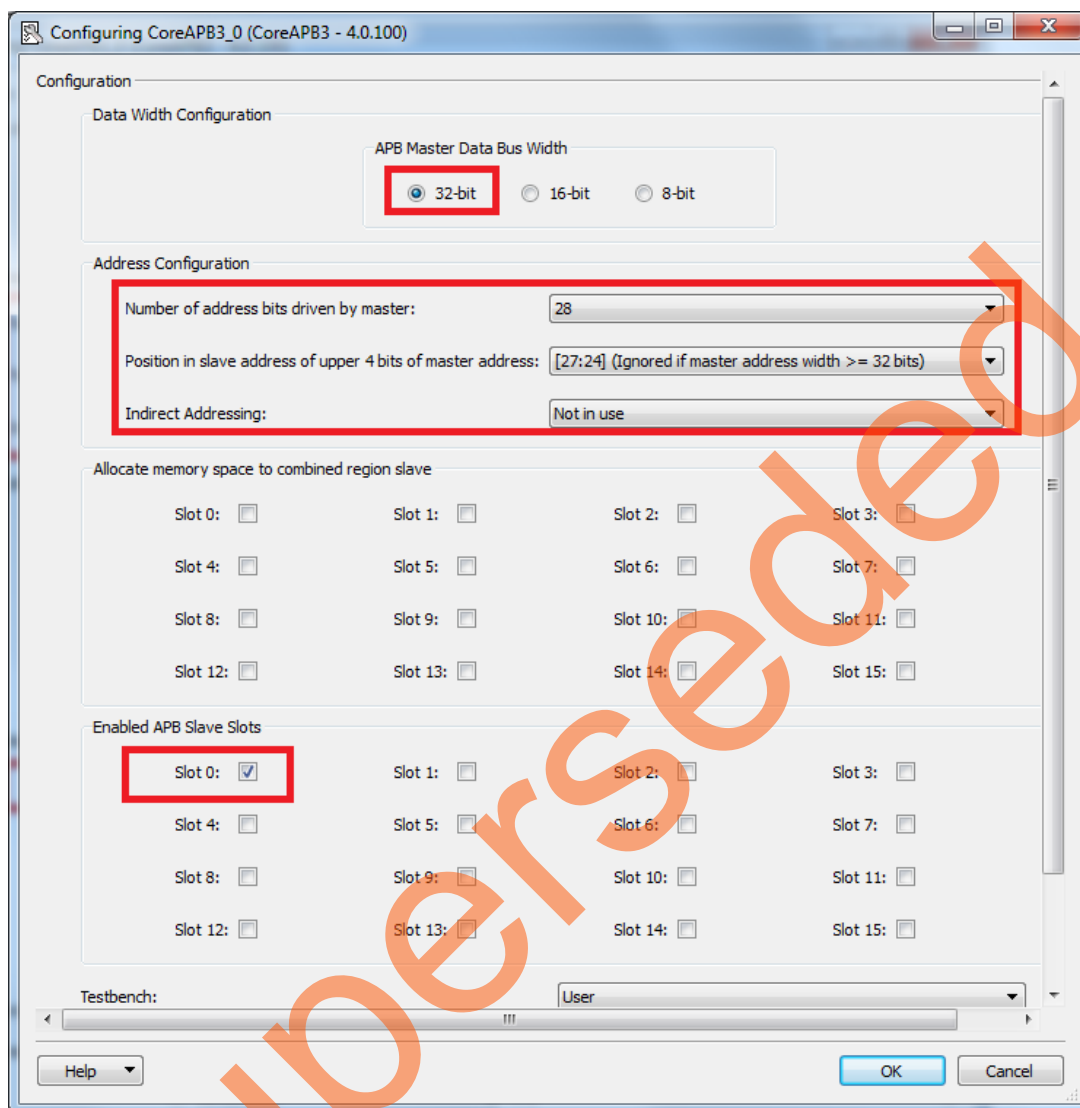 Configuring CoreAPB3_0 (CoreAPB3 - 4.0.100)
Configuration
Data Width Configuration
APB Master Data Bus Width
32-bit 16-bit 8-bit
Address Configuration
Number of address bits driven by master: 28
Position in slave address of upper 4 bits of master address: [27:24] (Ignored if master address width >= 32 bits)
Indirect Addressing: Not in use
Allocate memory space to combined region slave
Slot 0: Slot 1: Slot 2: Slot 3:
Slot 4: Slot 5: Slot 6: Slot 7:
Slot 8: Slot 9: Slot 10: Slot 11:
Slot 12: Slot 13: Slot 14: Slot 15:
Enabled APB Slave Slots
Slot 0: Slot 1: Slot 2: Slot 3:
Slot 4: Slot 5: Slot 6: Slot 7:
Slot 8: Slot 9: Slot 10: Slot 11:
Slot 12: Slot 13: Slot 14: Slot 15:
Testbench: User
Help OK Cancel
uperseded